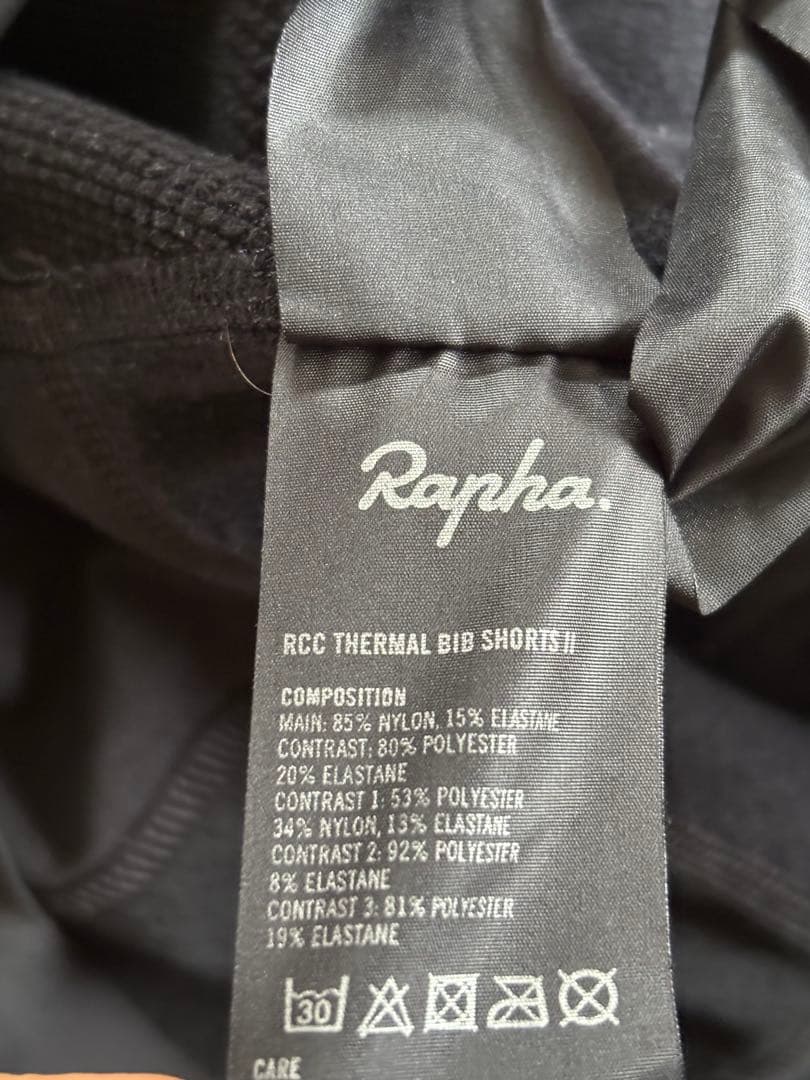 Rapha.
RCC THERMAL BIB SHORTS II
COMPOSITION
MAIN: 85% NYLON, 15% ELASTANE
CONTRAST: 80% POLYESTER
20% ELASTANE
CONTRAST 1: 53% POLYESTER
34% NYLON, 13% ELASTANE
CONTRAST 2: 92% POLYESTER
8% ELASTANE
CONTRAST 3: 81% POLYESTER
19% ELASTANE
30
CARE